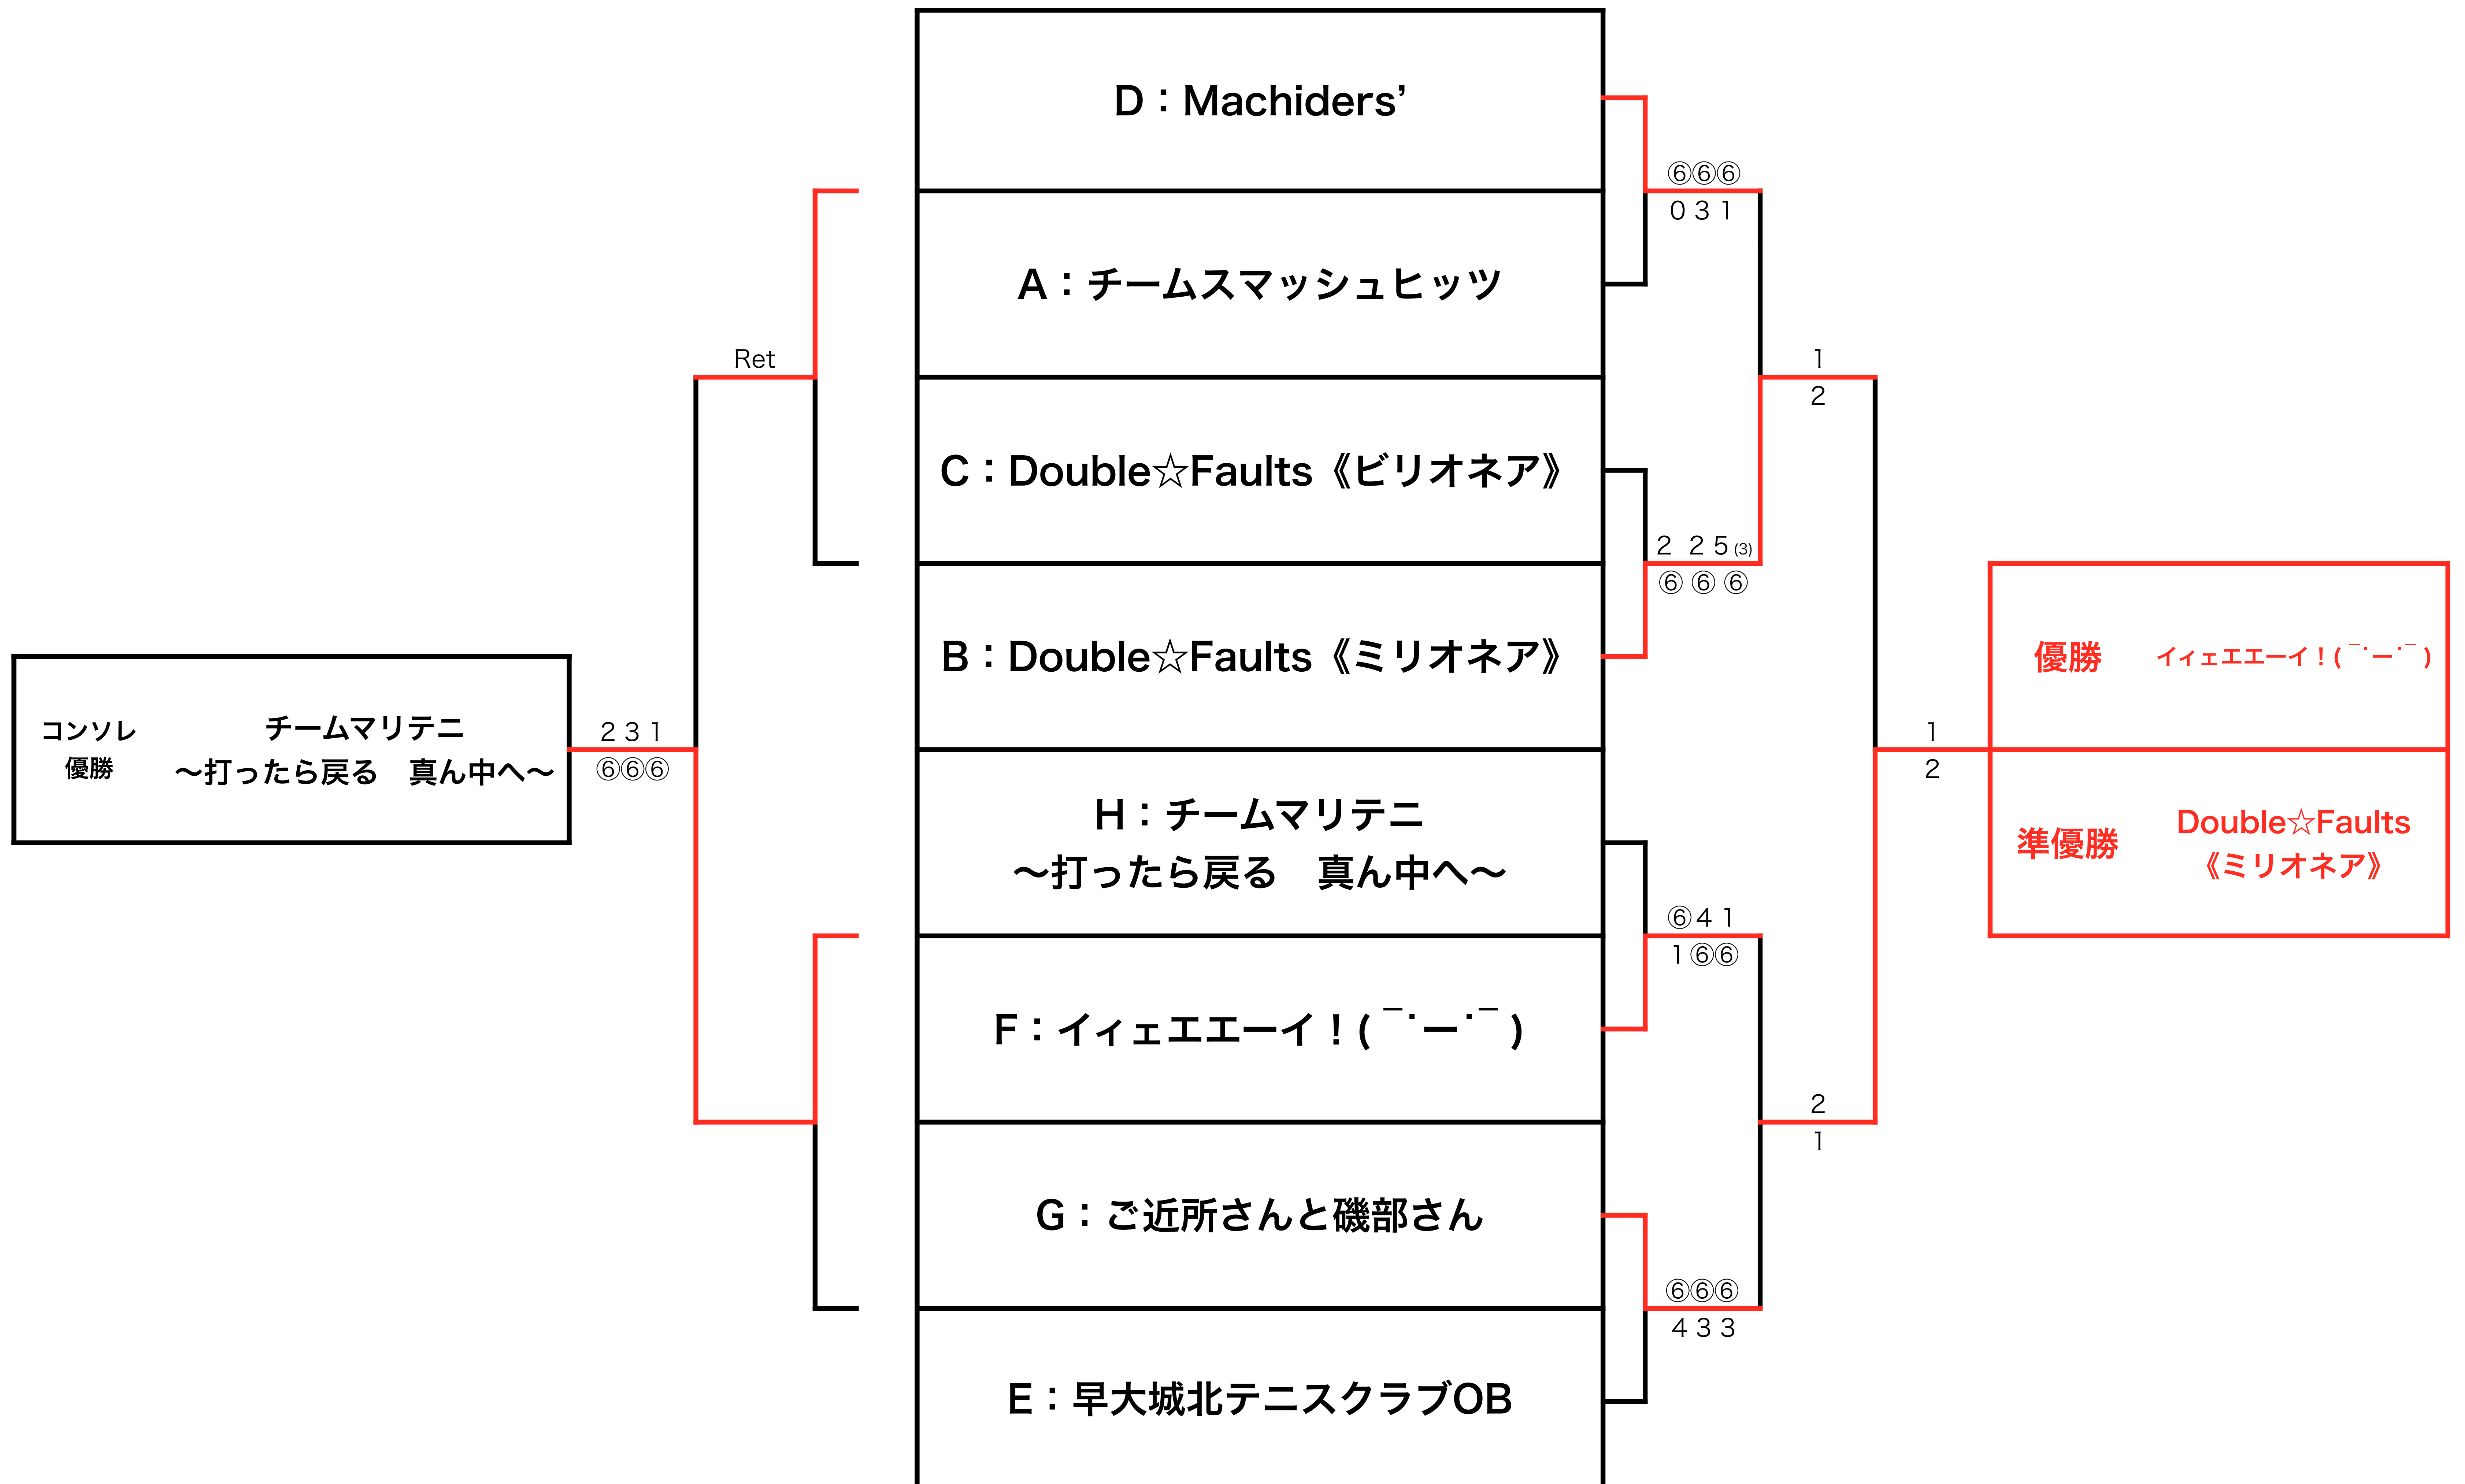 D：Machiders’
⑥⑥⑥
0 3 1
A：チームスマッシュヒッツ
Ret
1
2
C：Double☆Faults《ビリオネア》
2 2 5 (3)
⑥ ⑥ ⑥
B：Double☆Faults《ミリオネア》
優勝 イィェエエーイ！( ¯˙ー˙¯ )
コンソレ
優勝
チームマリテニ
～打ったら戻る　真ん中へ～
2 3 1
⑥⑥⑥
1
2
H：チームマリテニ
～打ったら戻る　真ん中へ～
準優勝
Double☆Faults
《ミリオネア》
⑥ 4 1
1 ⑥⑥
F：イィェエエーイ！( ¯˙ー˙¯ )
2
1
G：ご近所さんと磯部さん
⑥⑥⑥
4 3 3
E：早大城北テニスクラブOB